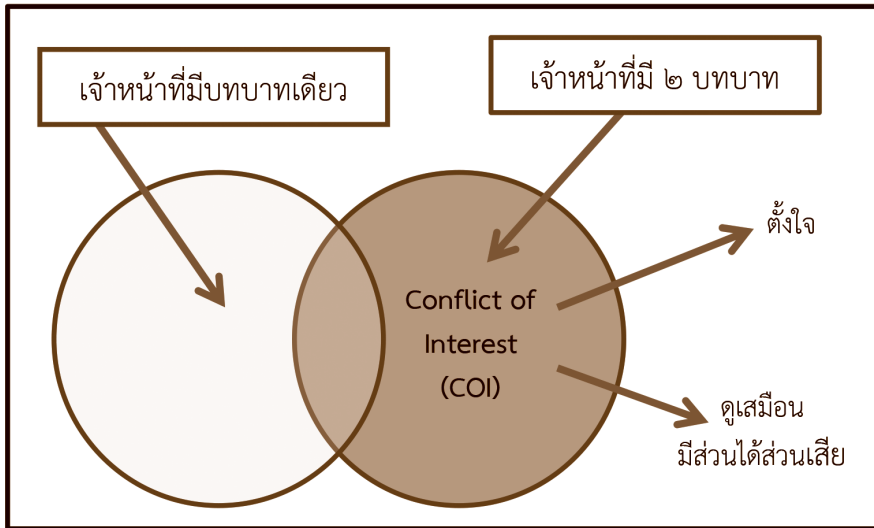 เจ้าหน้าที่มีบทบาทเดียว
เจ้าหน้าที่มี ๒ บทบาท
ตั้งใจ
Conflict of
Interest
(COI)
ดูเสมือน
มีส่วนได้ส่วนเสีย